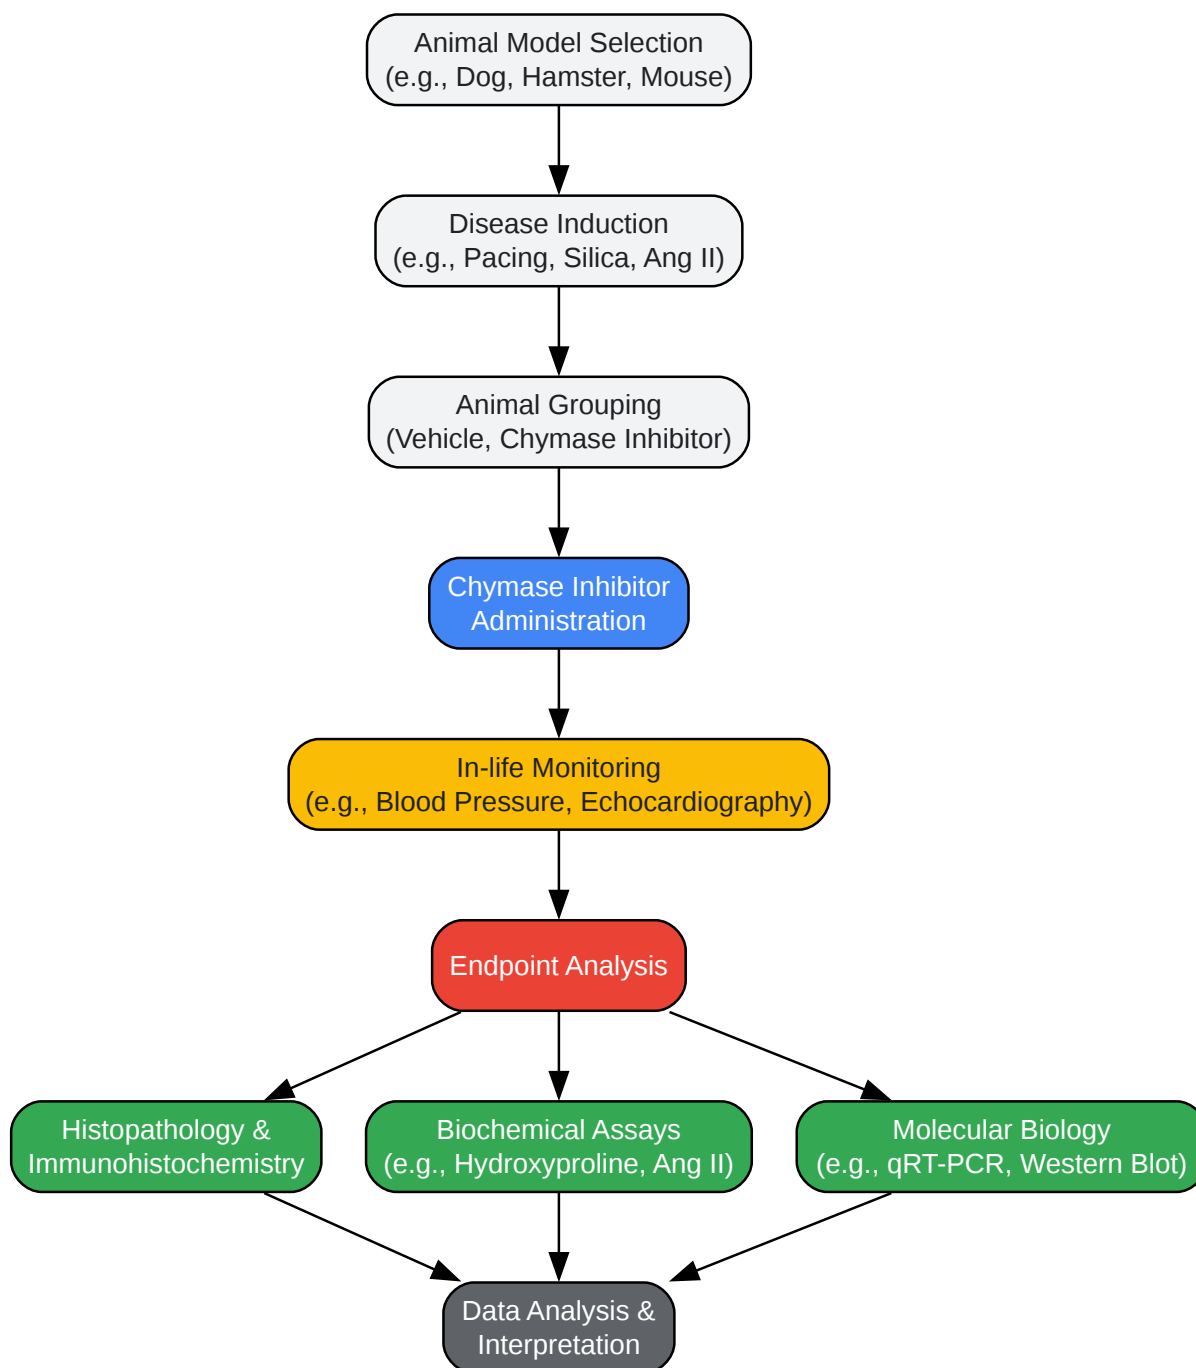 Animal Model Selection
(e.g., Dog, Hamster, Mouse)
Disease Induction
(e.g., Pacing, Silica, Ang II)
Animal Grouping
(Vehicle, Chymase Inhibitor)
Chymase Inhibitor
Administration
In-life Monitoring
(e.g., Blood Pressure, Echocardiography)
Endpoint Analysis
Histopathology &
Immunohistochemistry
Biochemical Assays
(e.g., Hydroxyproline, Ang II)
Molecular Biology
(e.g., qRT-PCR, Western Blot)
Data Analysis &
Interpretation